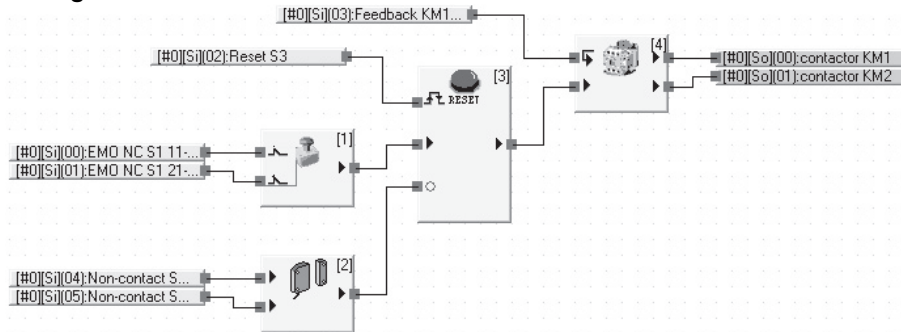 [#0][Si](03):Feedback KM1...
[4]
[#0][Si](02):Reset S3
[#0][So](00):contactor KM1
[3]
[#0][So](01):contactor KM2
RESET
[1]
[#0][Si](00):EMO NC S1 11-...
[#0][Si](01):EMO NC S1 21-...
[2]
[#0][Si](04):Non-contact S...
[#0][Si](05):Non-contact S...